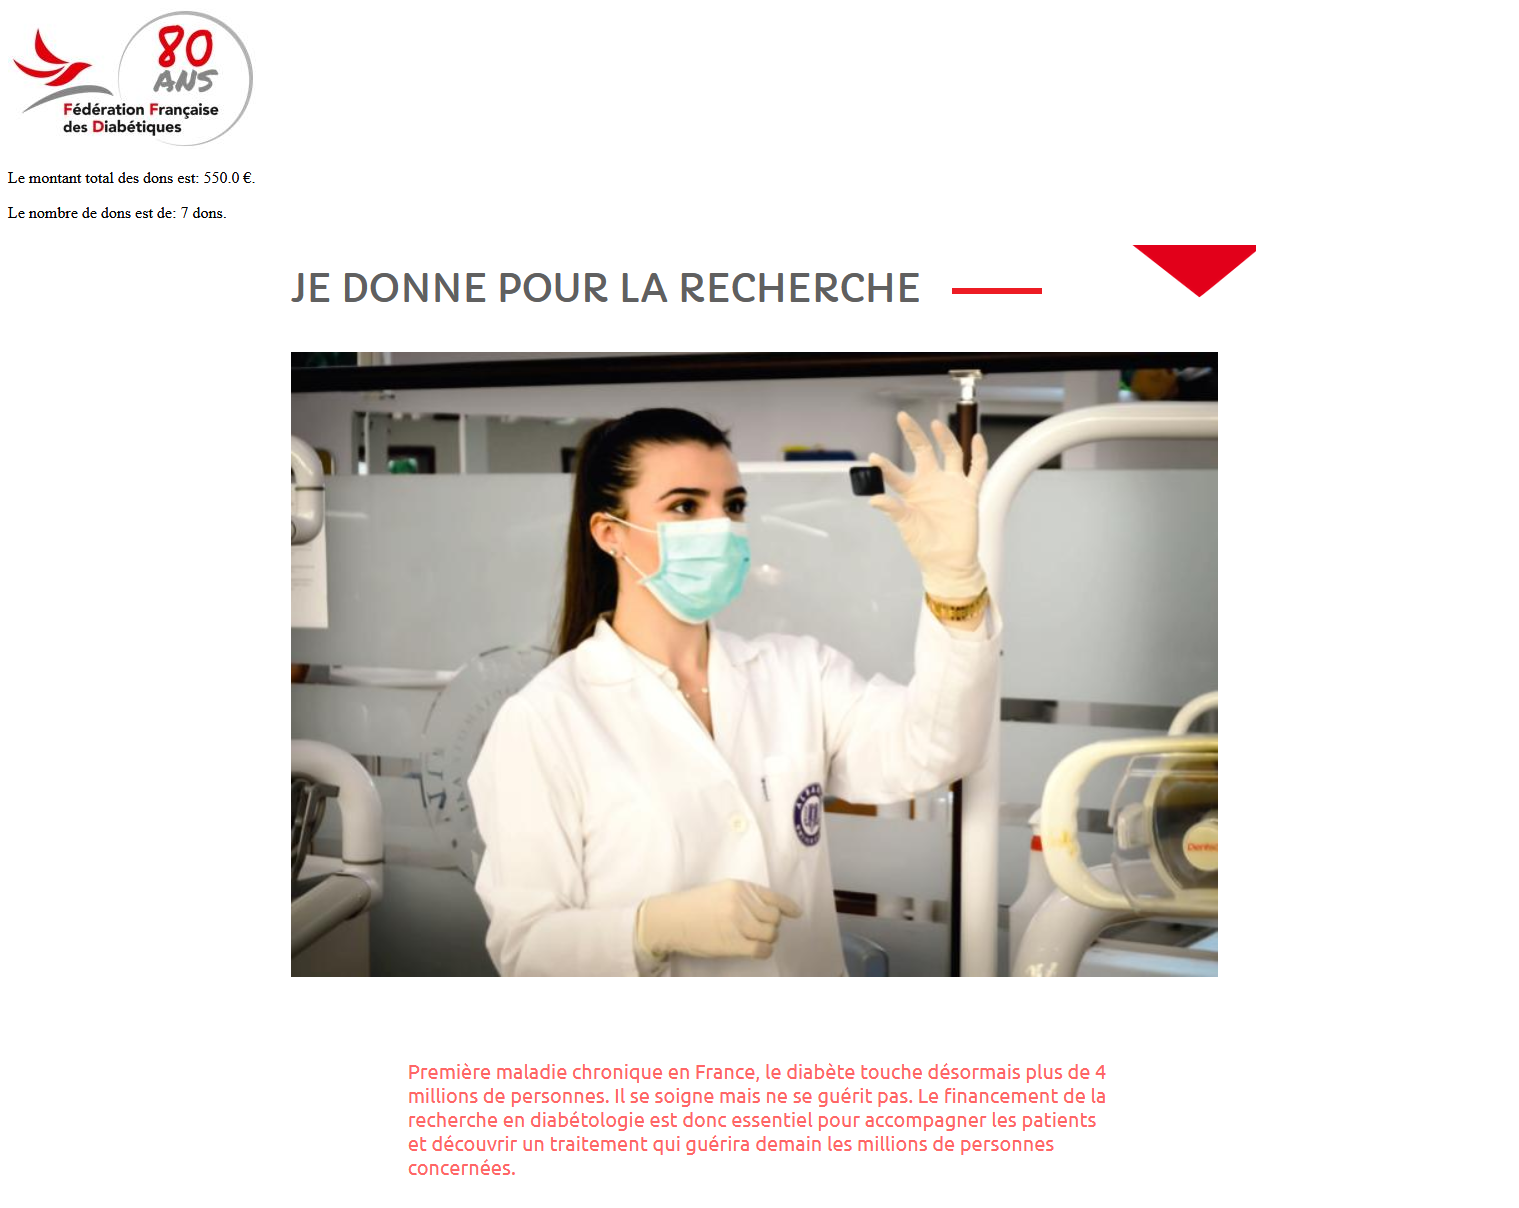 80
ANS
Fédération Française
des Diabétiques
Le montant total des dons est: 550.0 €.
Le nombre de dons est de: 7 dons.
JE DONNE POUR LA RECHERCHE
Première maladie chronique en France, le diabète touche désormais plus de 4
millions de personnes. Il se soigne mais ne se guérit pas. Le financement de la
recherche en diabétologie est donc essentiel pour accompagner les patients
et découvrir un traitement qui guérira demain les millions de personnes
concernées.